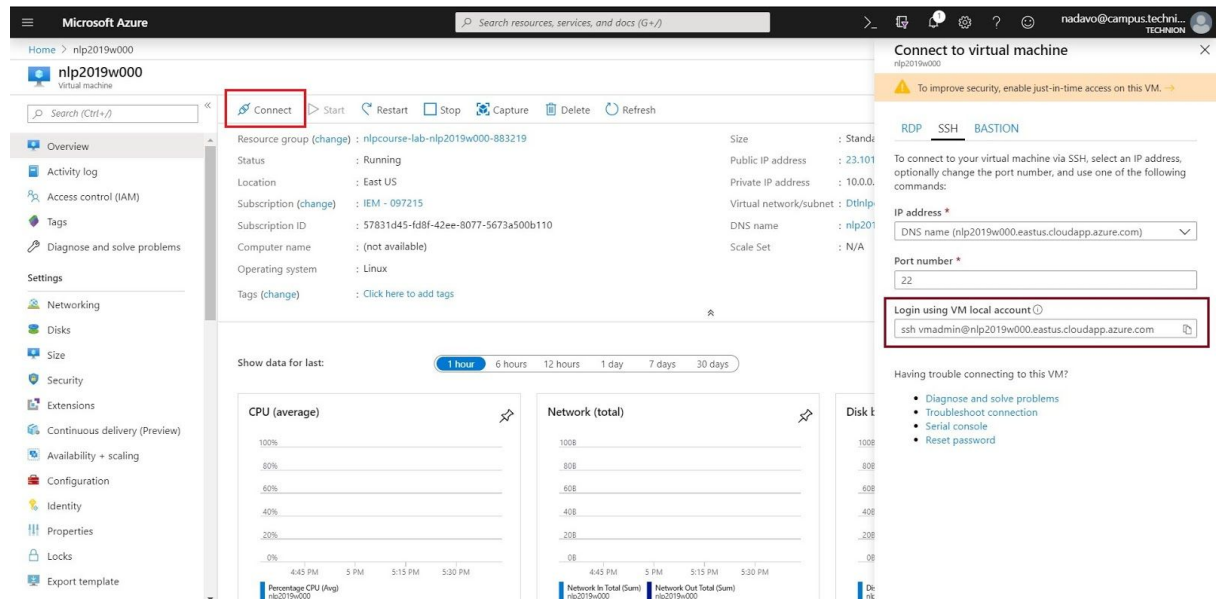 Microsoft Azure
Search resources, services, and docs (G+/)
1
nadavo@campus.techni...
TECHNION
Home > nlp2019w000
nlp2019w000
Virtual machine
Search (Ctrl+/)
«
Overview
Activity log
Access control (IAM)
Tags
Diagnose and solve problems
Settings
Networking
Disks
Size
Security
Extensions
Continuous delivery (Preview)
Availability + scaling
Configuration
Identity
Properties
Locks
Export template
Connect Start Restart Stop Capture Delete Refresh
Resource group (change) : nlpcourse-lab-nlp2019w000-883219
Status : Running
Location : East US
Subscription (change) : IEM - 097215
Subscription ID : 57831d45-fd8f-42ee-8077-5673a500b110
Computer name : (not available)
Operating system : Linux
Tags (change) : Click here to add tags
Size : Standa
Public IP address : 23.101
Private IP address : 10.0.0.
Virtual network/subnet : Dtlnlp
DNS name : nlp201
Scale Set : N/A
Show data for last: 1 hour 6 hours 12 hours 1 day 7 days 30 days
CPU (average)
100%
80%
60%
40%
20%
0%
4:45 PM 5 PM 5:15 PM 5:30 PM
Percentage CPU (Avg)
nlp2019w000
Network (total)
100B
80B
60B
40B
20B
0B
4:45 PM 5 PM 5:15 PM 5:30 PM
Network In Total (Sum) Network Out Total (Sum)
nlp2019w000 nlp2019w000
Disk b
100B
80B
60B
40B
20B
0B
Dis
nlp
Connect to virtual machine
nlp2019w000
To improve security, enable just-in-time access on this VM. →
RDP SSH BASTION
To connect to your virtual machine via SSH, select an IP address,
optionally change the port number, and use one of the following
commands:
IP address *
DNS name (nlp2019w000.eastus.cloudapp.azure.com)
Port number *
22
Login using VM local account
ssh vmadmin@nlp2019w000.eastus.cloudapp.azure.com
Having trouble connecting to this VM?
• Diagnose and solve problems
• Troubleshoot connection
• Serial console
• Reset password